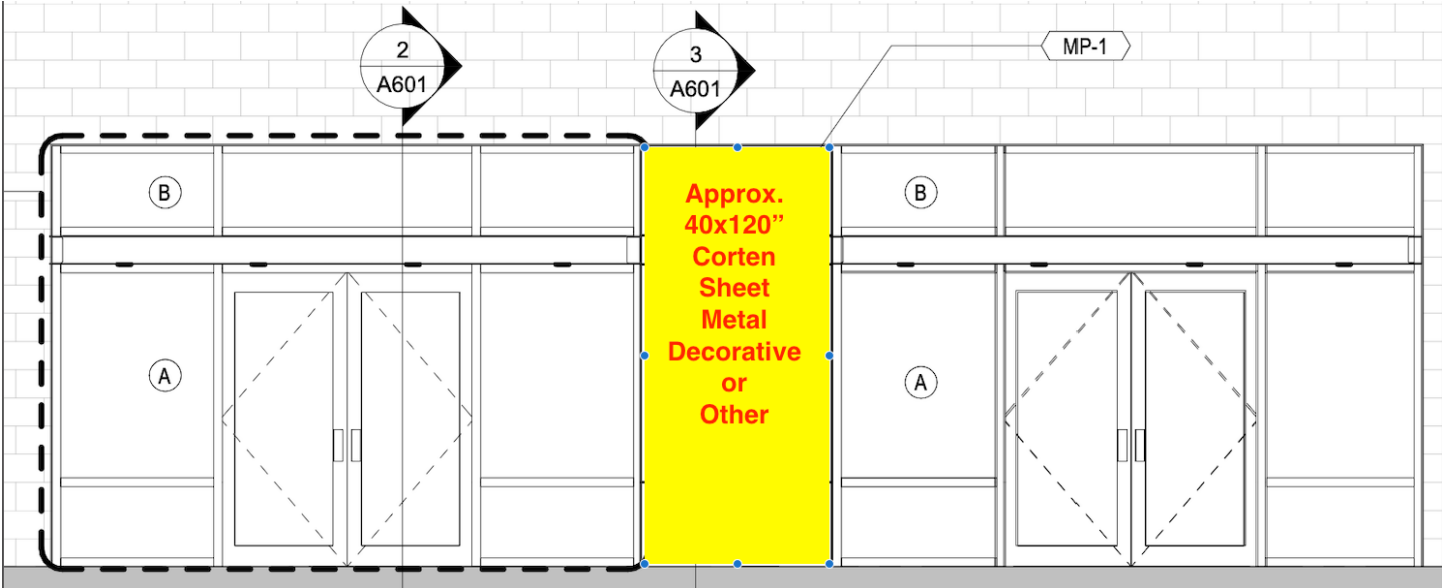 2
A601
3
A601
MP-1
B
B
Approx.
40x120”
Corten
Sheet
Metal
Decorative
or
Other
A
A